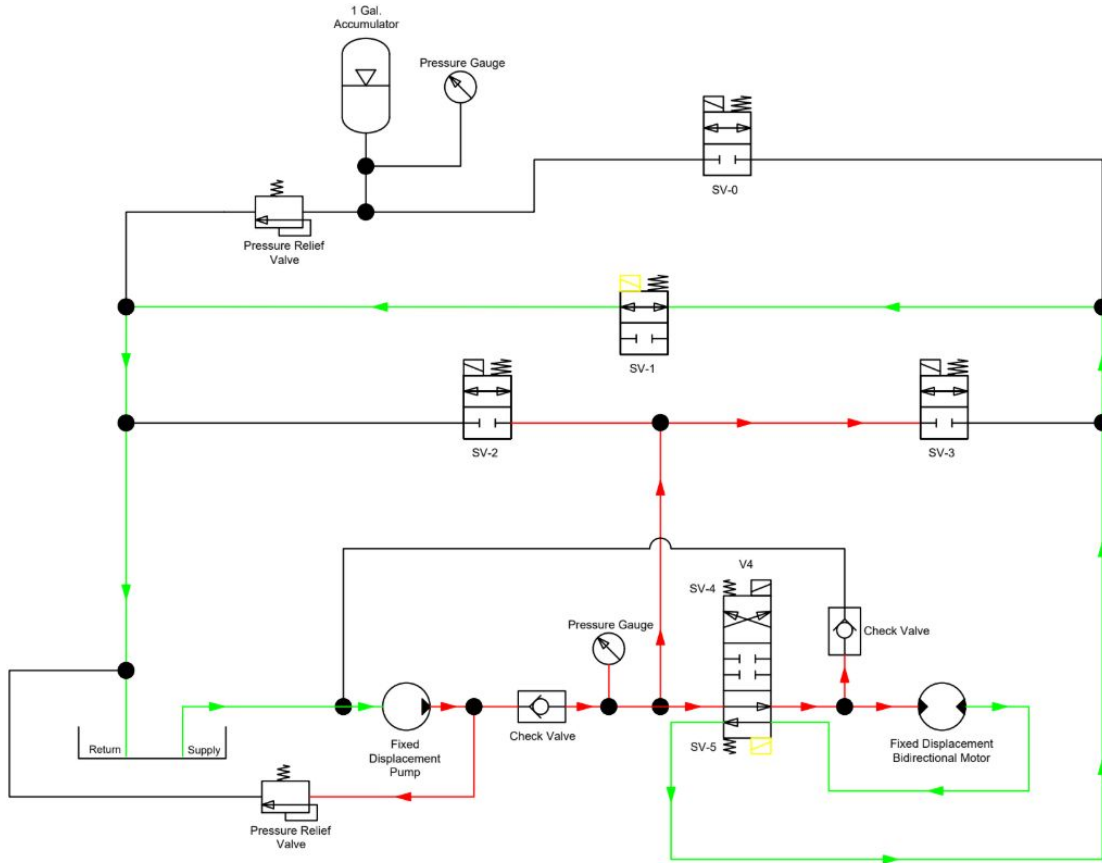 1 Gal.
Accumulator
Pressure Gauge
SV-0
Pressure Relief
Valve
SV-1
SV-2
SV-3
V4
SV-4
Pressure Gauge
Check Valve
Return
Supply
Fixed
Displacement
Pump
Check Valve
SV-5
Fixed Displacement
Bidirectional Motor
Pressure Relief
Valve